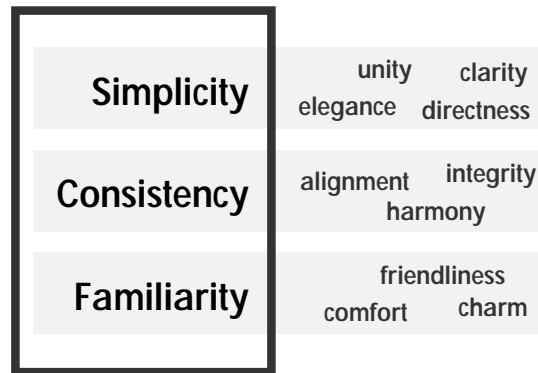 Simplicity
unity clarity
elegance directness
Consistency
alignment integrity
harmony
Familiarity
friendliness
comfort charm